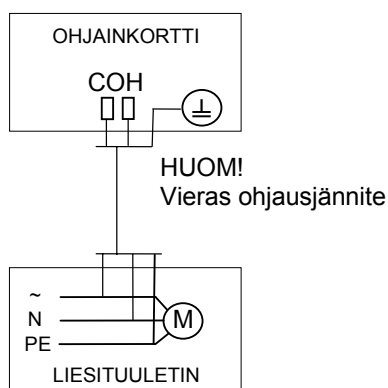 OHJAINKORTTI
COH
HUOM!
Vieras ohjausjännite
~
N
M
PE
LIESITUULETIN